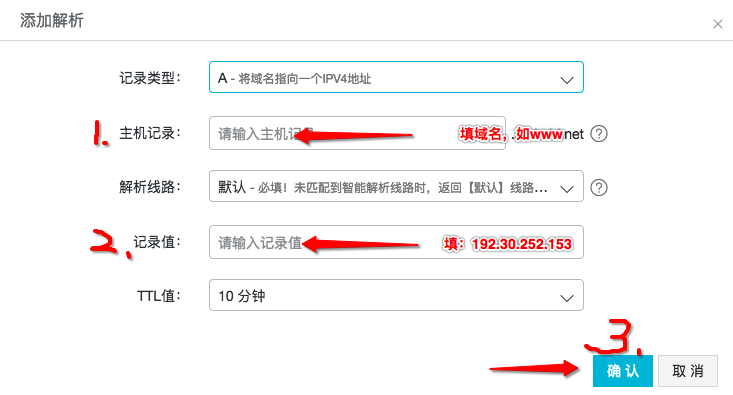 添加解析
×
记录类型: A - 将域名指向一个IPV4地址
1. 主机记录: 请输入主机记录 填域名，如www net ?
解析线路: 默认 - 必填！未匹配到智能解析线路时，返回【默认】线路... ?
2. 记录值: 请输入记录值 填：192.30.252.153
TTL值: 10 分钟
3.
确 认 取 消